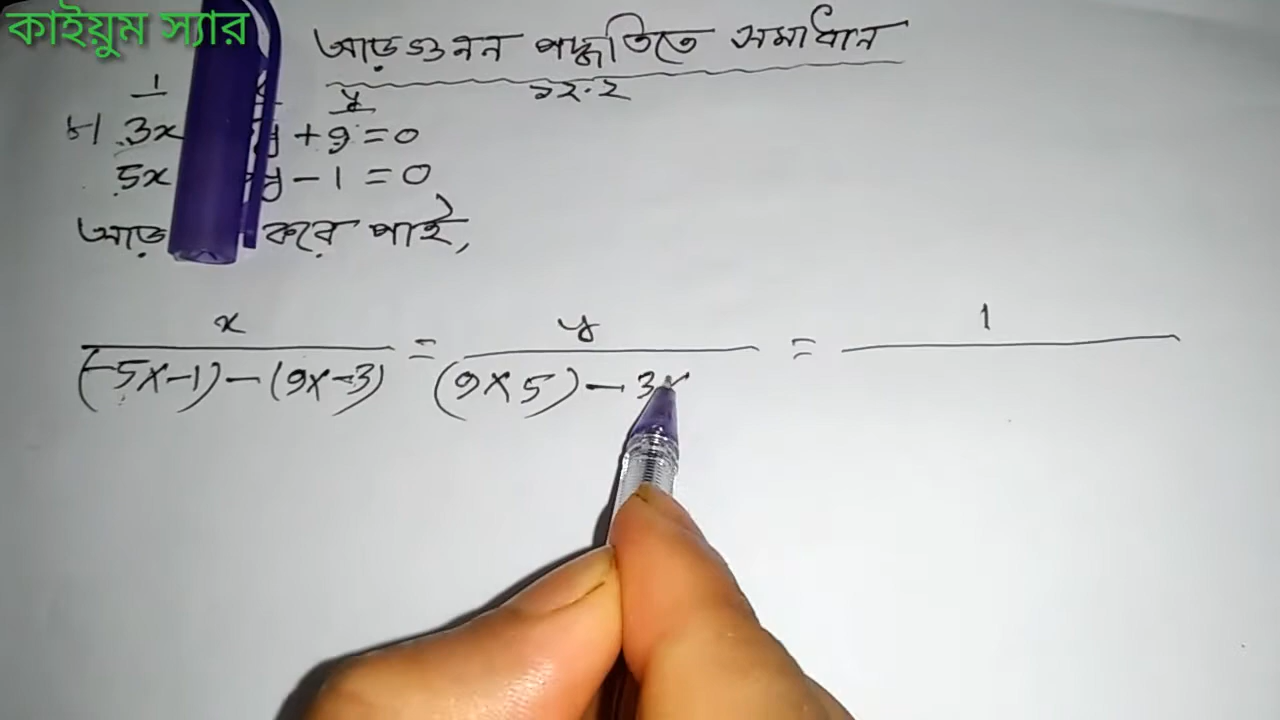 কাইয়ুম স্যার
আড়গুনন পদ্ধতিতে সমাধান
১২.২
1 y
৮। 3x y + 9 = 0
5x y - 1 = 0
আড় করে পাই,
x y 1
(-5x-1)-(9x-3) = (9x5)-3x =